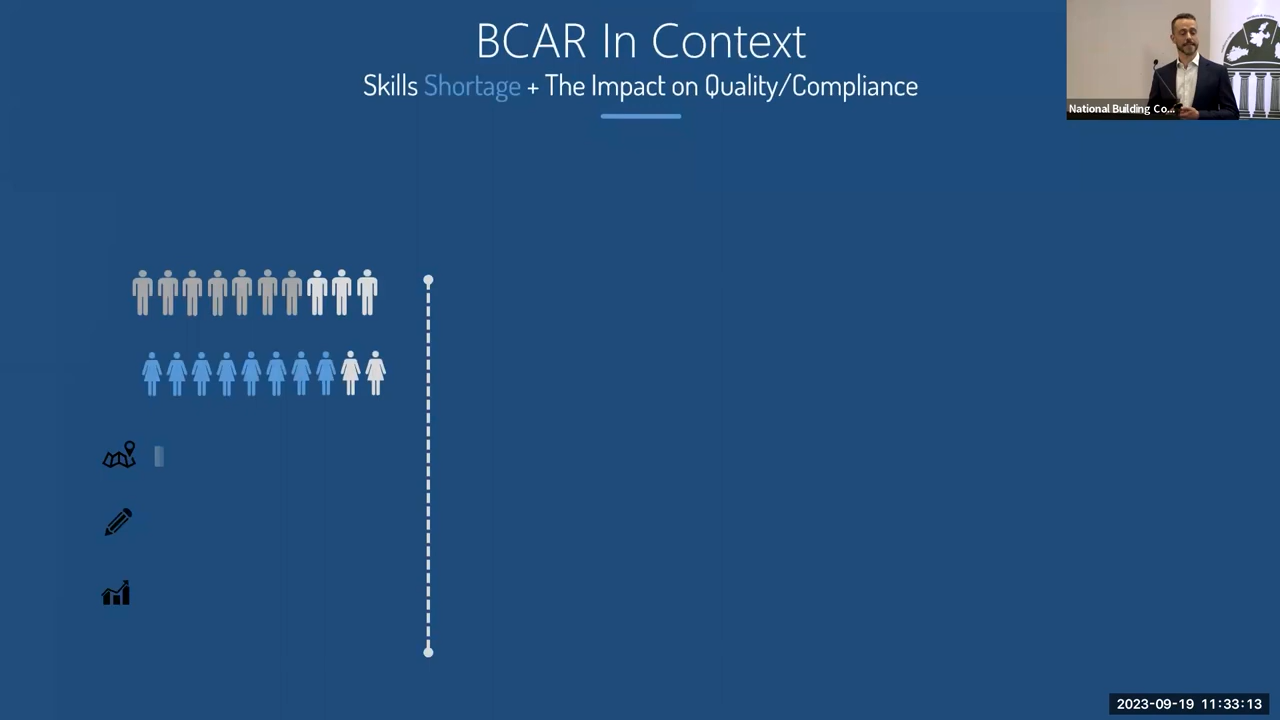 BCAR In Context
Skills Shortage + The Impact on Quality/Compliance
National Building Co...
2023-09-19 11:33:13